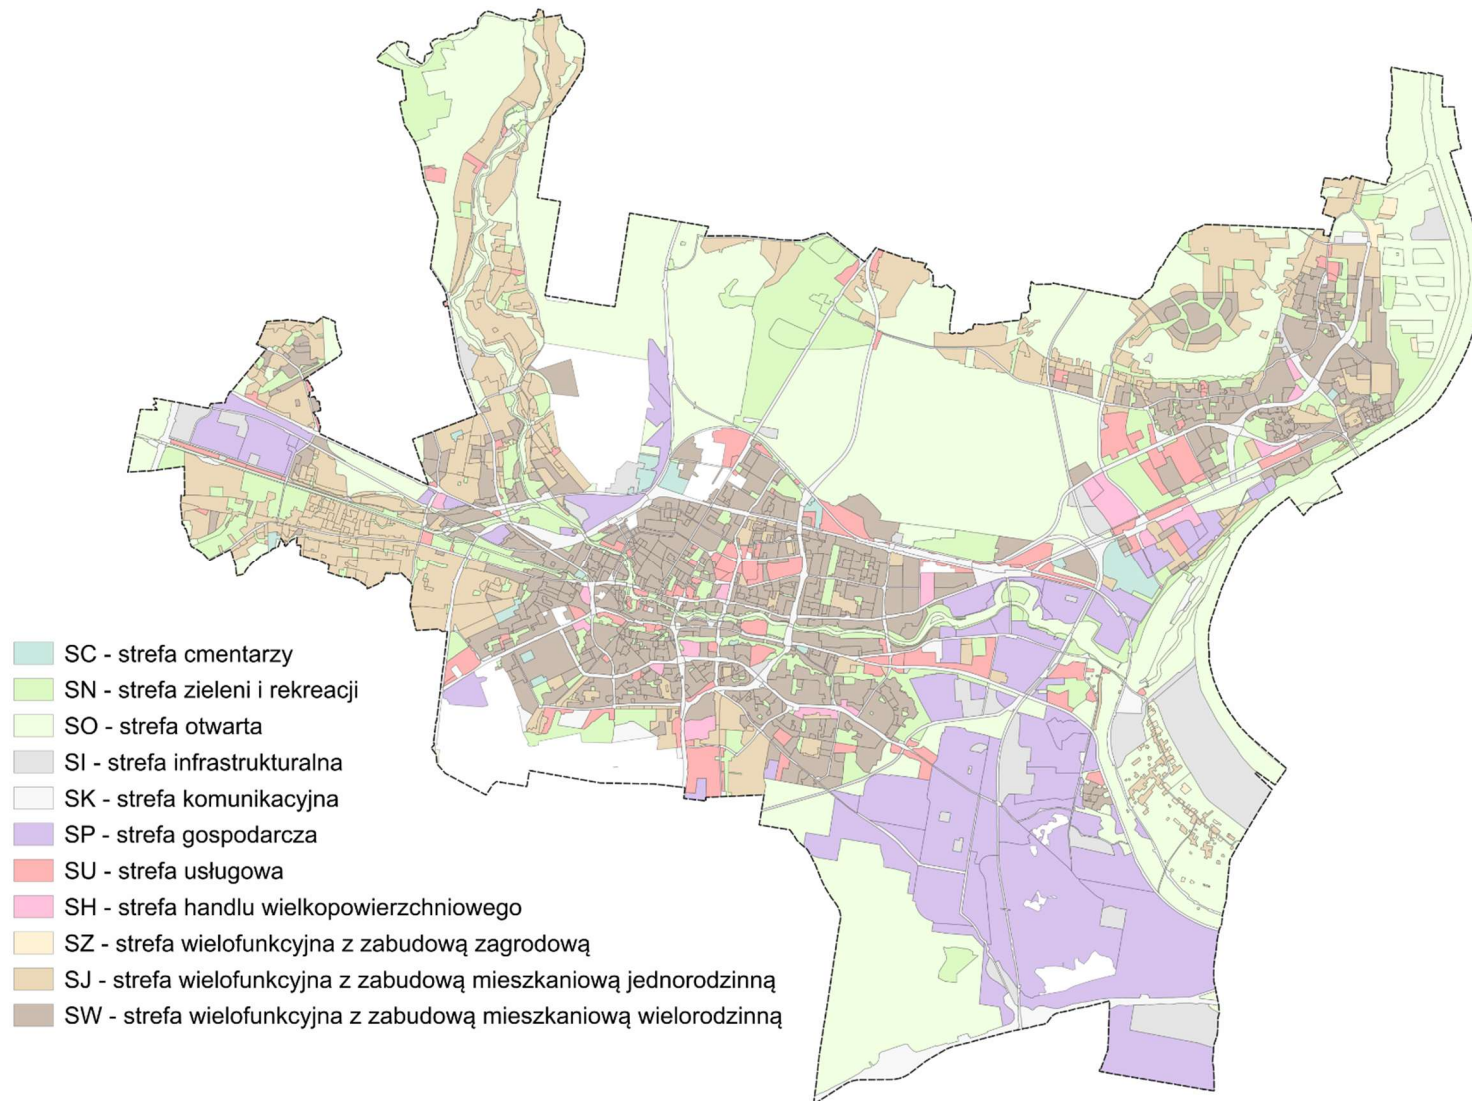 SC - strefa cmentarzy
SN - strefa zieleni i rekreacji
SO - strefa otwarta
SI - strefa infrastrukturalna
SK - strefa komunikacyjna
SP - strefa gospodarcza
SU - strefa usługowa
SH - strefa handlu wielkopowierzchniowego
SZ - strefa wielofunkcyjna z zabudową zagrodową
SJ - strefa wielofunkcyjna z zabudową mieszkaniową jednorodzinną
SW - strefa wielofunkcyjna z zabudową mieszkaniową wielorodzinną